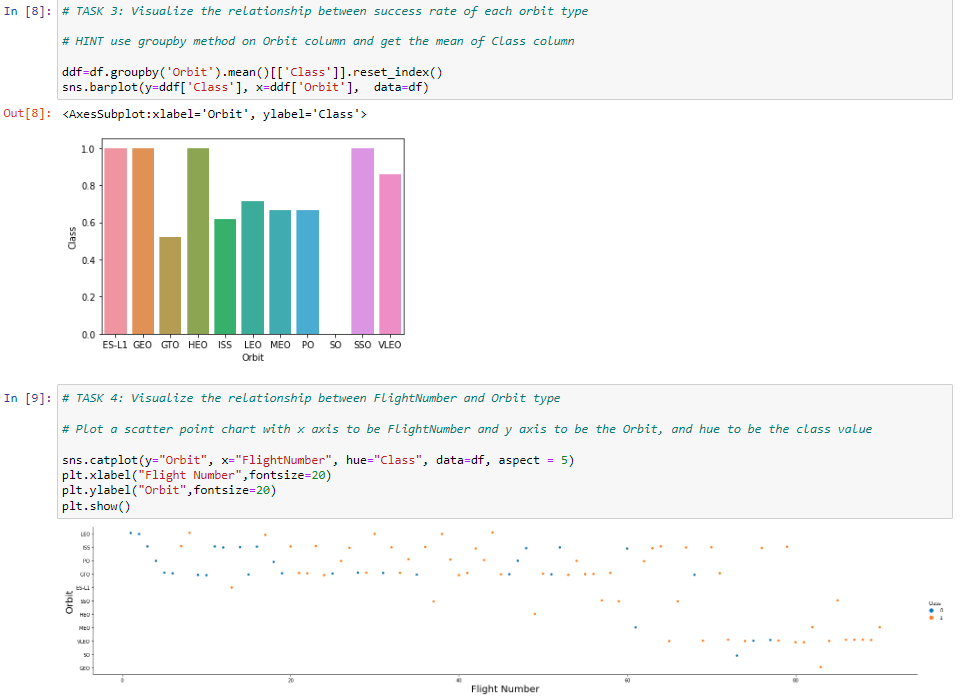 In [8]: # TASK 3: Visualize the relationship between success rate of each orbit type
# HINT use groupby method on Orbit column and get the mean of Class column
ddf=df.groupby('Orbit').mean()[['Class']].reset_index()
sns.barplot(y=ddf['Class'], x=ddf['Orbit'],  data=df)
Out[8]: <AxesSubplot:xlabel='Orbit', ylabel='Class'>
1.0
0.8
0.6
0.4
0.2
0.0
Class
ES-L1 GEO GTO HEO ISS LEO MEO PO SO SSO VLEO
Orbit
In [9]: # TASK 4: Visualize the relationship between FlightNumber and Orbit type
# Plot a scatter point chart with x axis to be FlightNumber and y axis to be the Orbit, and hue to be the class value
sns.catplot(y="Orbit", x="FlightNumber", hue="Class", data=df, aspect = 5)
plt.xlabel("Flight Number",fontsize=20)
plt.ylabel("Orbit",fontsize=20)
plt.show()
LEO
ISS
PO
GTO
ES-L1
SSO
HEO
MEO
VLEO
SO
GEO
Orbit
Class
0
1
0 20 40 60 80
Flight Number